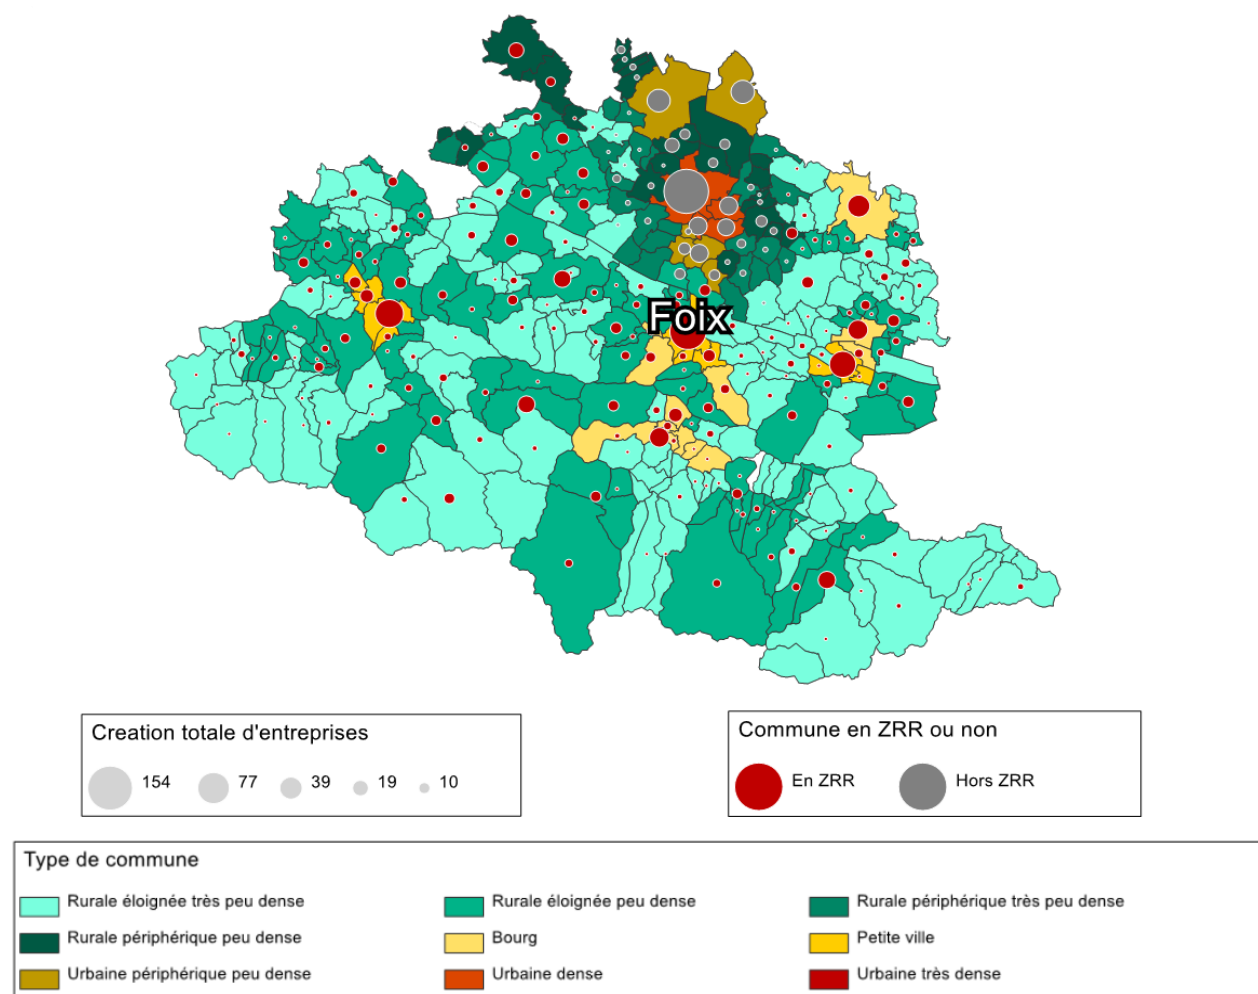 Foix
Creation totale d'entreprises
154 77 39 19 10
Commune en ZRR ou non
En ZRR Hors ZRR
Type de commune
Rurale éloignée très peu dense Rurale éloignée peu dense Rurale périphérique très peu dense
Rurale périphérique peu dense Bourg Petite ville
Urbaine périphérique peu dense Urbaine dense Urbaine très dense